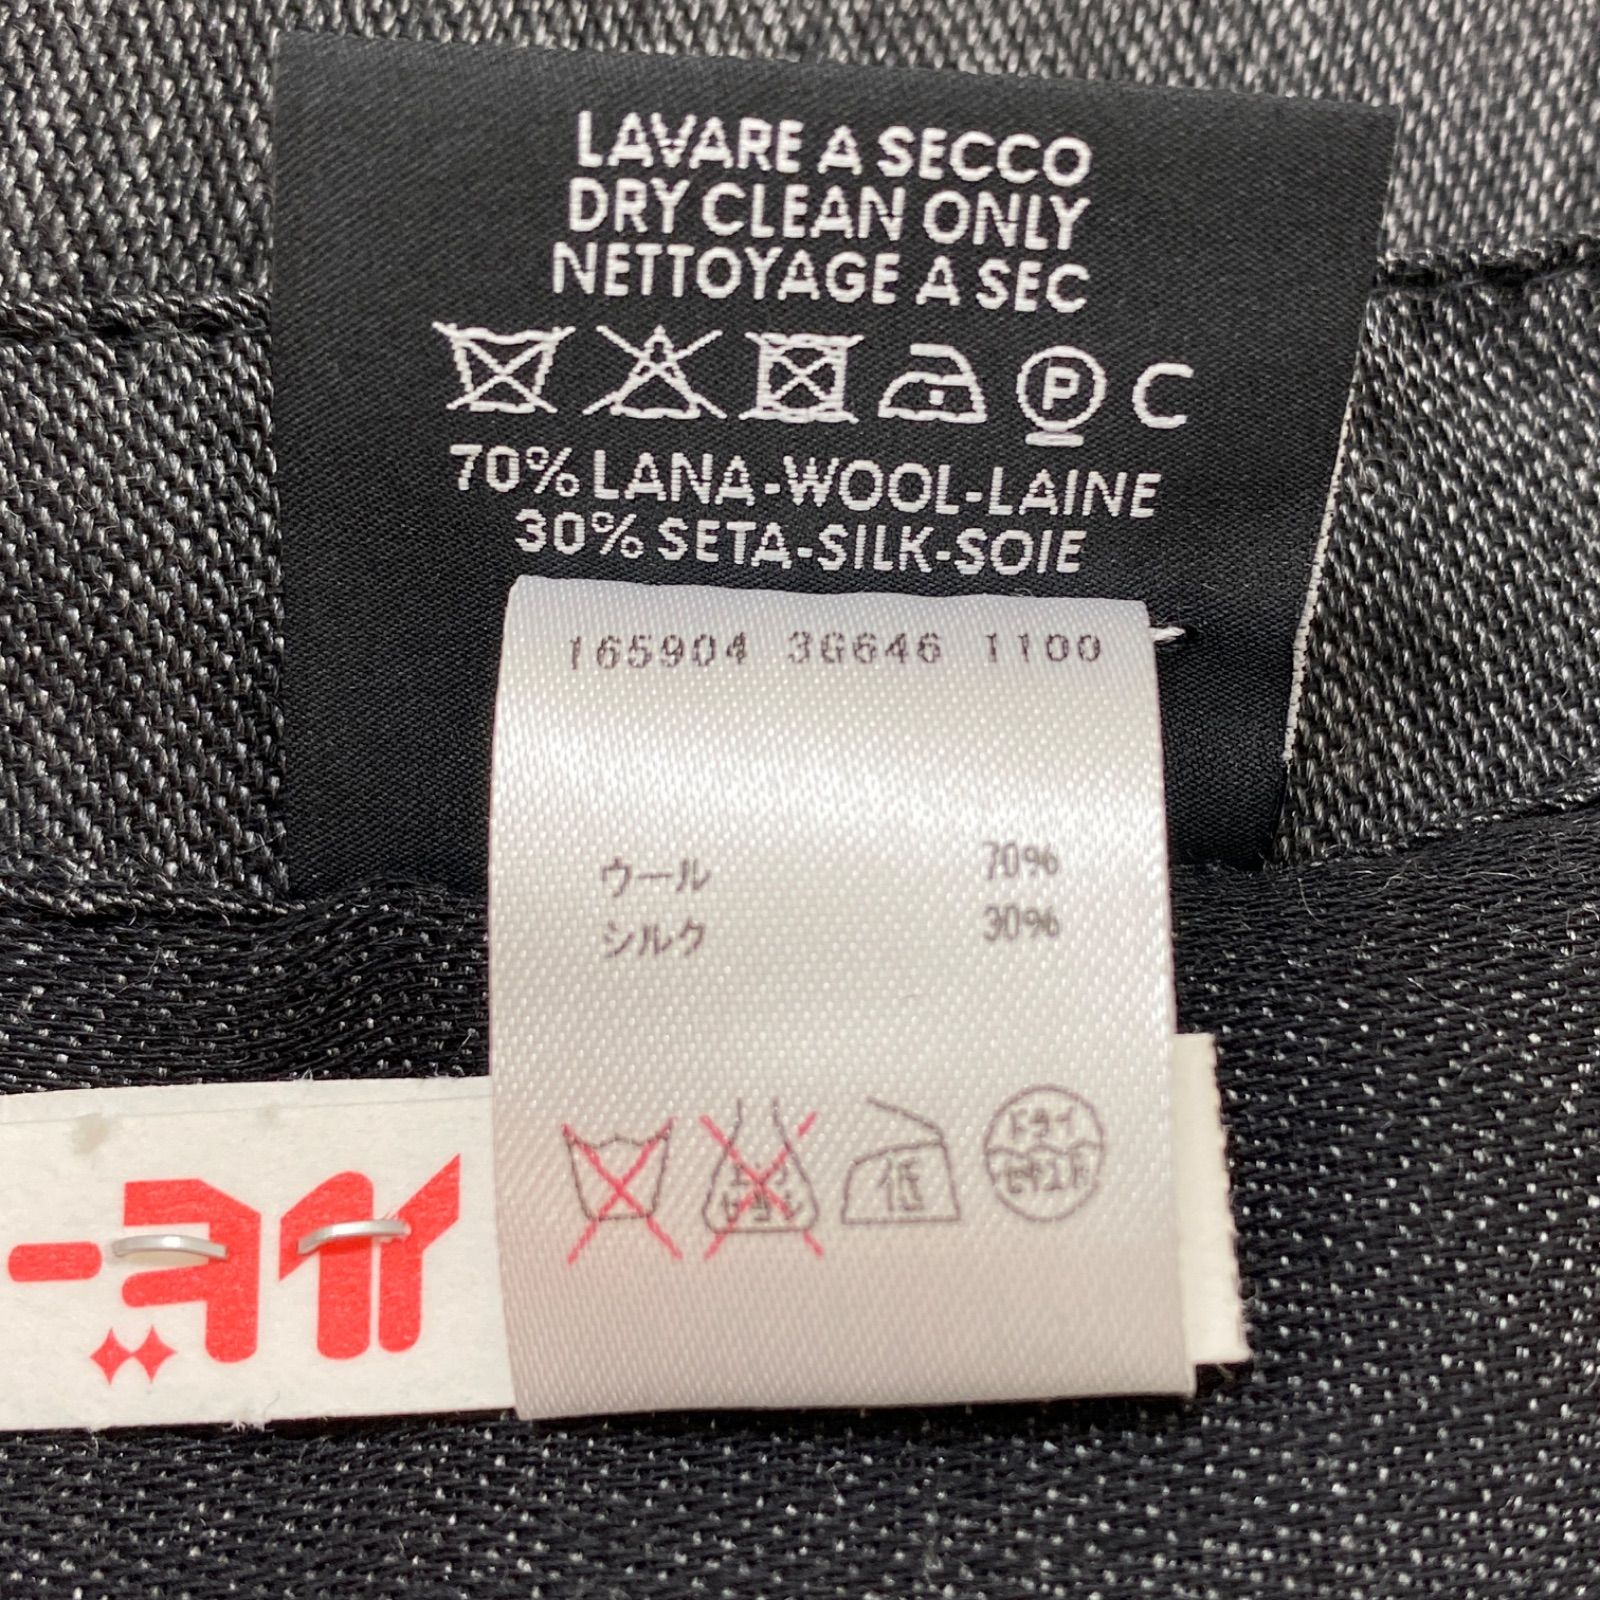 LAVARE A SECCO
DRY CLEAN ONLY
NETTOYAGE A SEC
P C
70% LANA-WOOL-LAINE
30% SETA-SILK-SOIE
165904 3G646 1100
ウール 70%
シルク 30%
低
ドライ
セキユ系